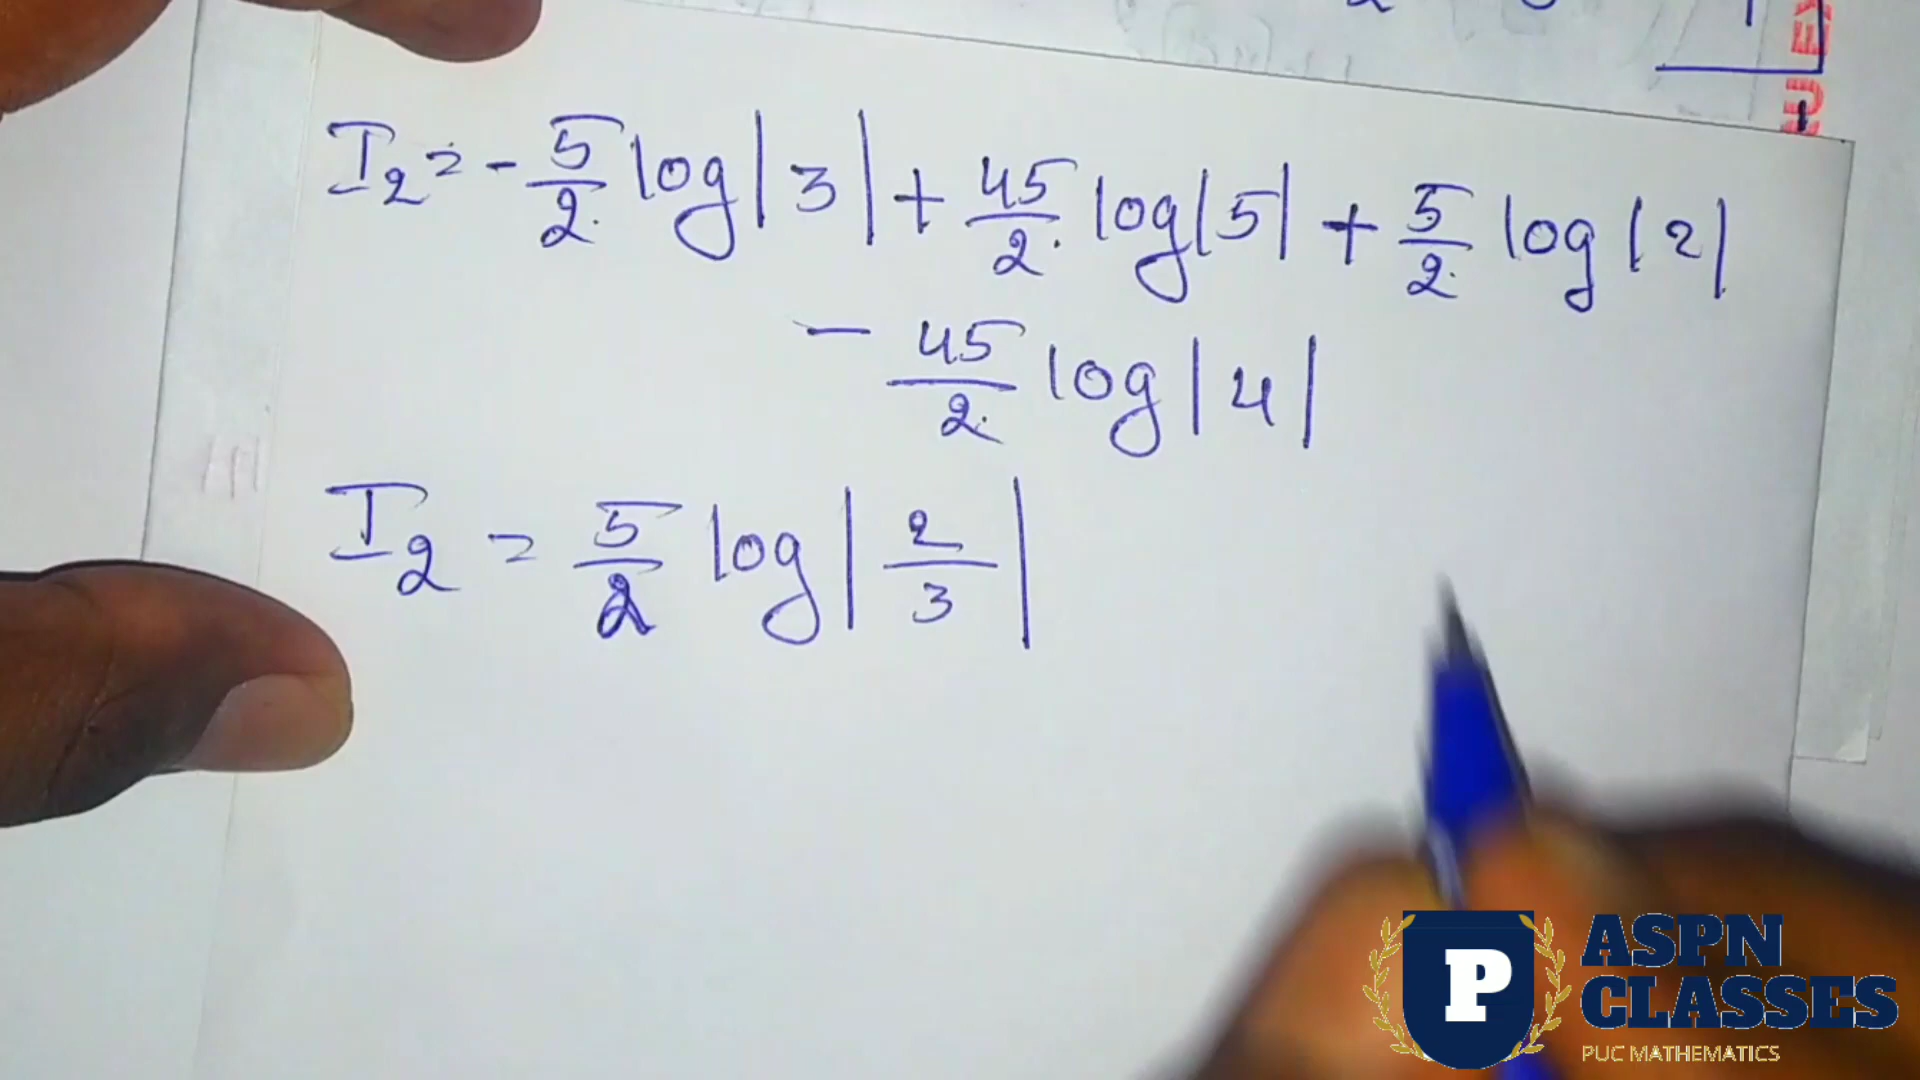 I₂ = - 5/2 log|3| + 45/2 log|5| + 5/2 log|2|
- 45/2 log|4|
I₂ = 5/2 log|2/3|
P
ASPN
CLASSES
PUC MATHEMATICS